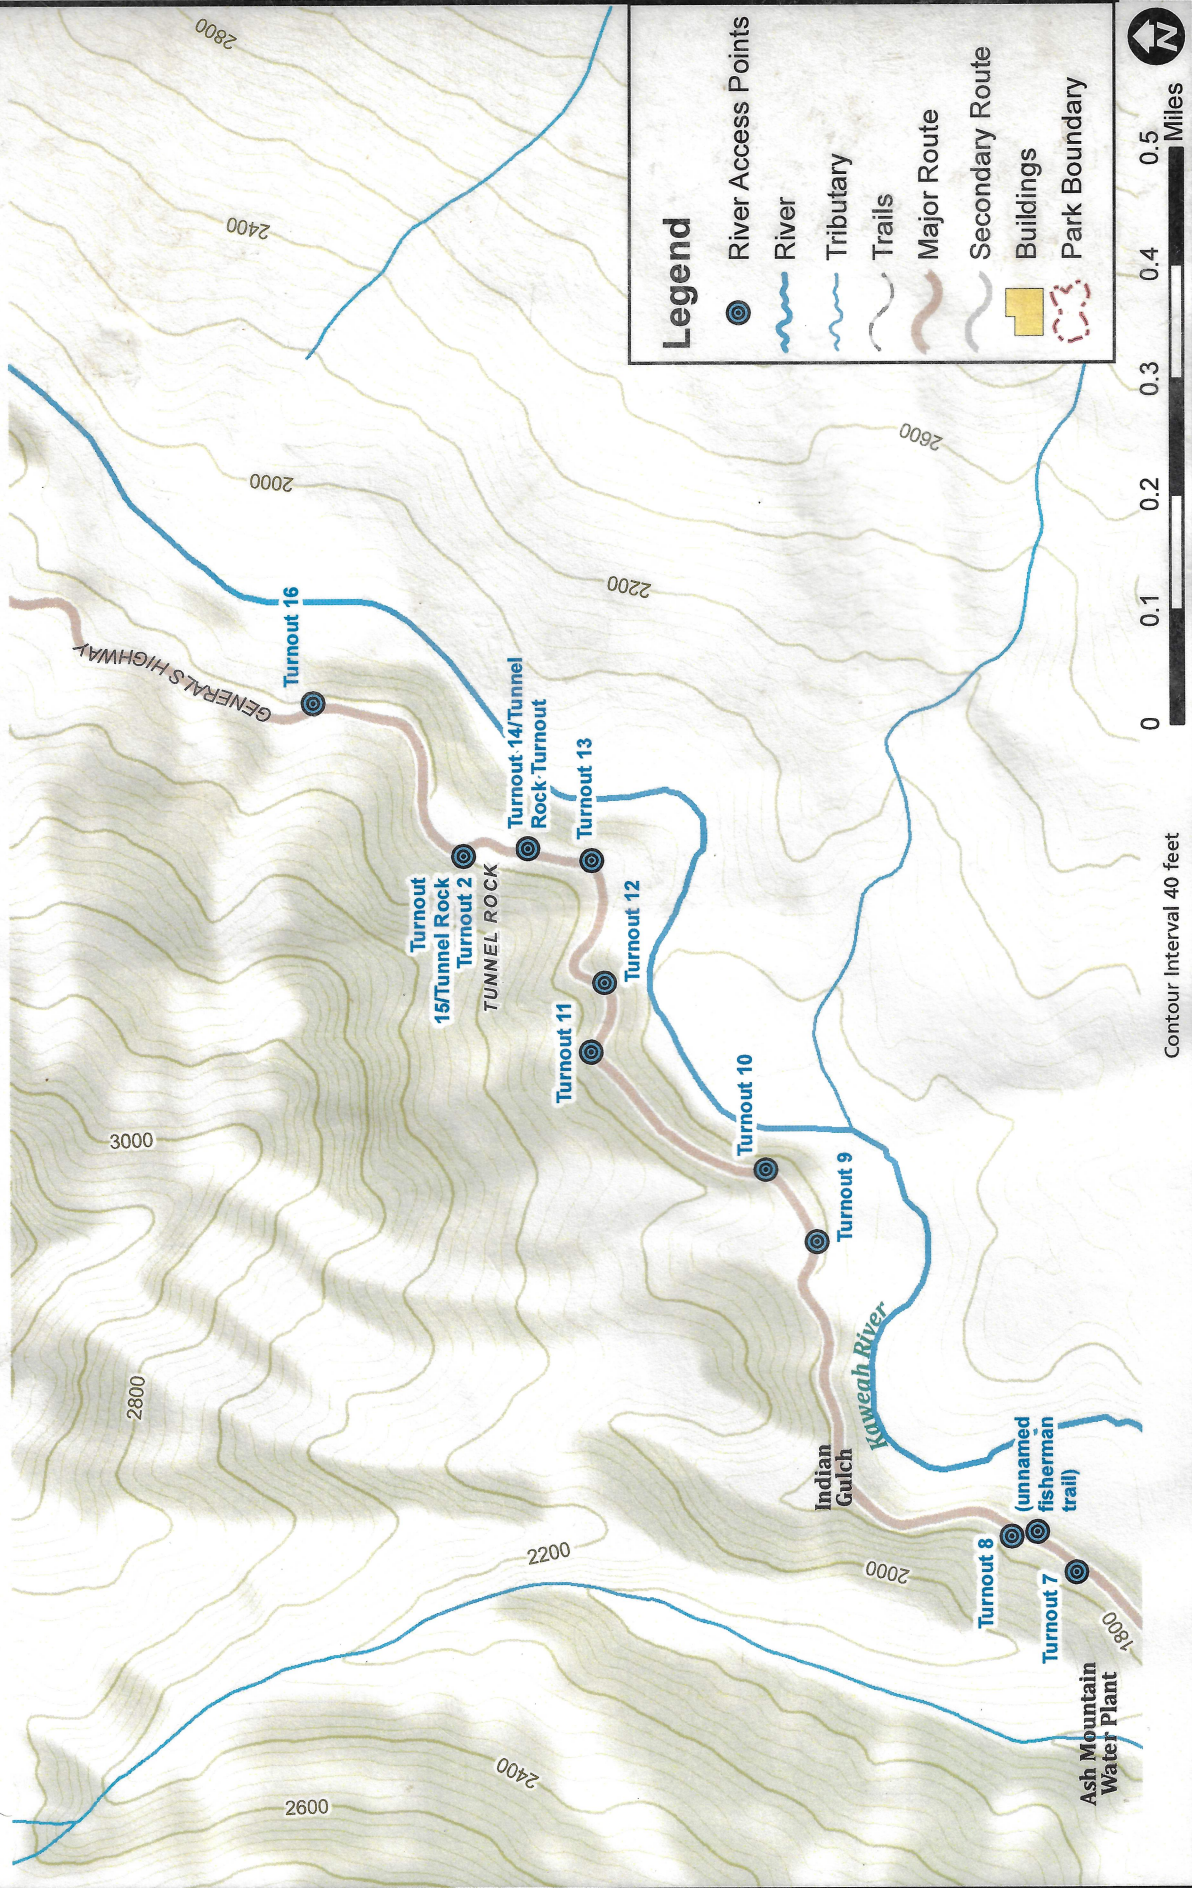 2800
2400
2000
2200
2600
3000
2800
2200
2000
1800
2400
2600
GENERALS HIGHWAY
Turnout 16
Turnout
15/Tunnel Rock
Turnout 2
TUNNEL ROCK
Turnout 14/Tunnel
Rock Turnout
Turnout 13
Turnout 12
Turnout 11
Turnout 10
Turnout 9
Kaweah River
Indian
Gulch
(unnamed
fisherman
trail)
Turnout 8
Turnout 7
Ash Mountain
Water Plant
Legend
River Access Points
River
Tributary
Trails
Major Route
Secondary Route
Buildings
Park Boundary
N
0 0.1 0.2 0.3 0.4 0.5
Miles
Contour Interval 40 feet